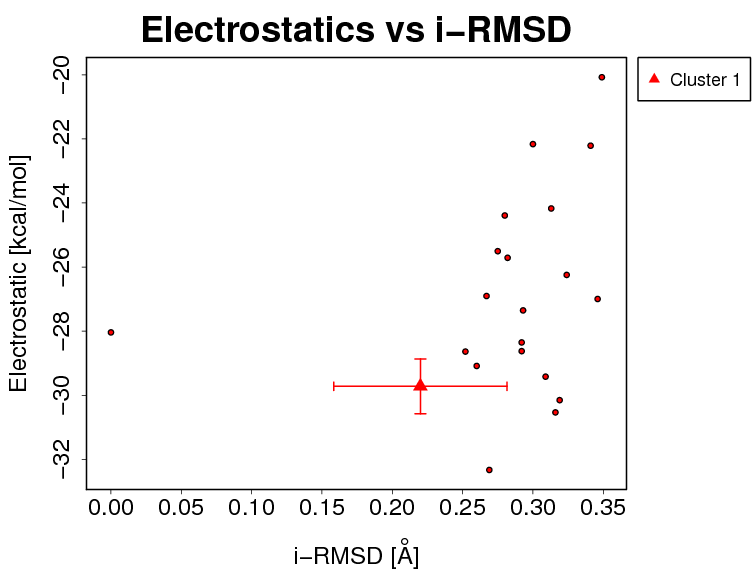 Electrostatics vs i−RMSD
Cluster 1
Electrostatic [kcal/mol]
−20
−22
−24
−26
−28
−30
−32
0.00 0.05 0.10 0.15 0.20 0.25 0.30 0.35
i−RMSD [Å]